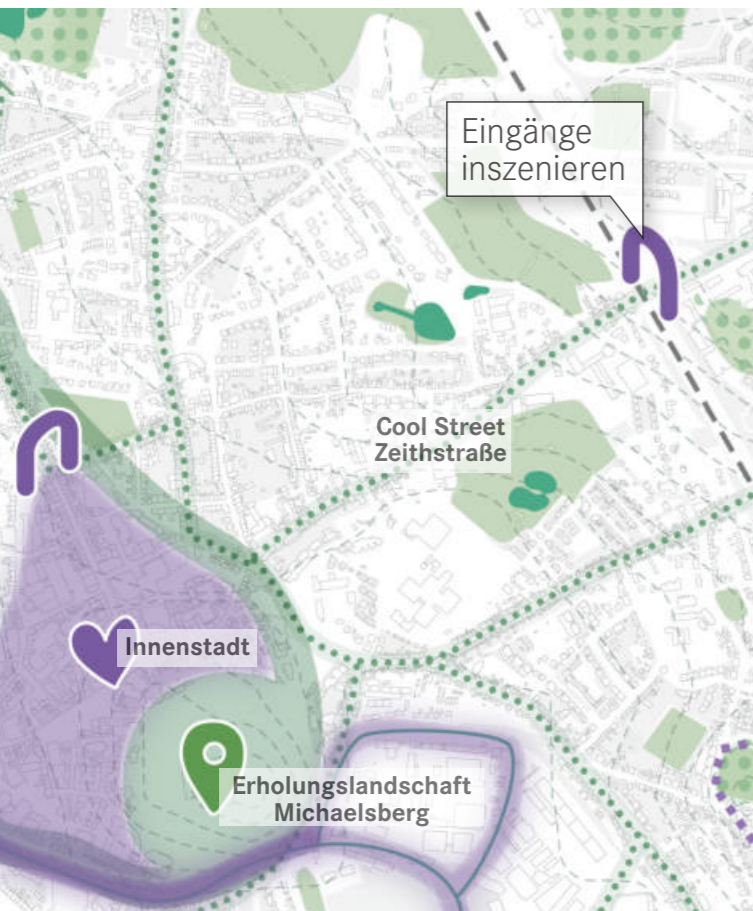 Eingänge
inszenieren
Cool Street
Zeithstraße
Innenstadt
Erholungslandschaft
Michaelsberg